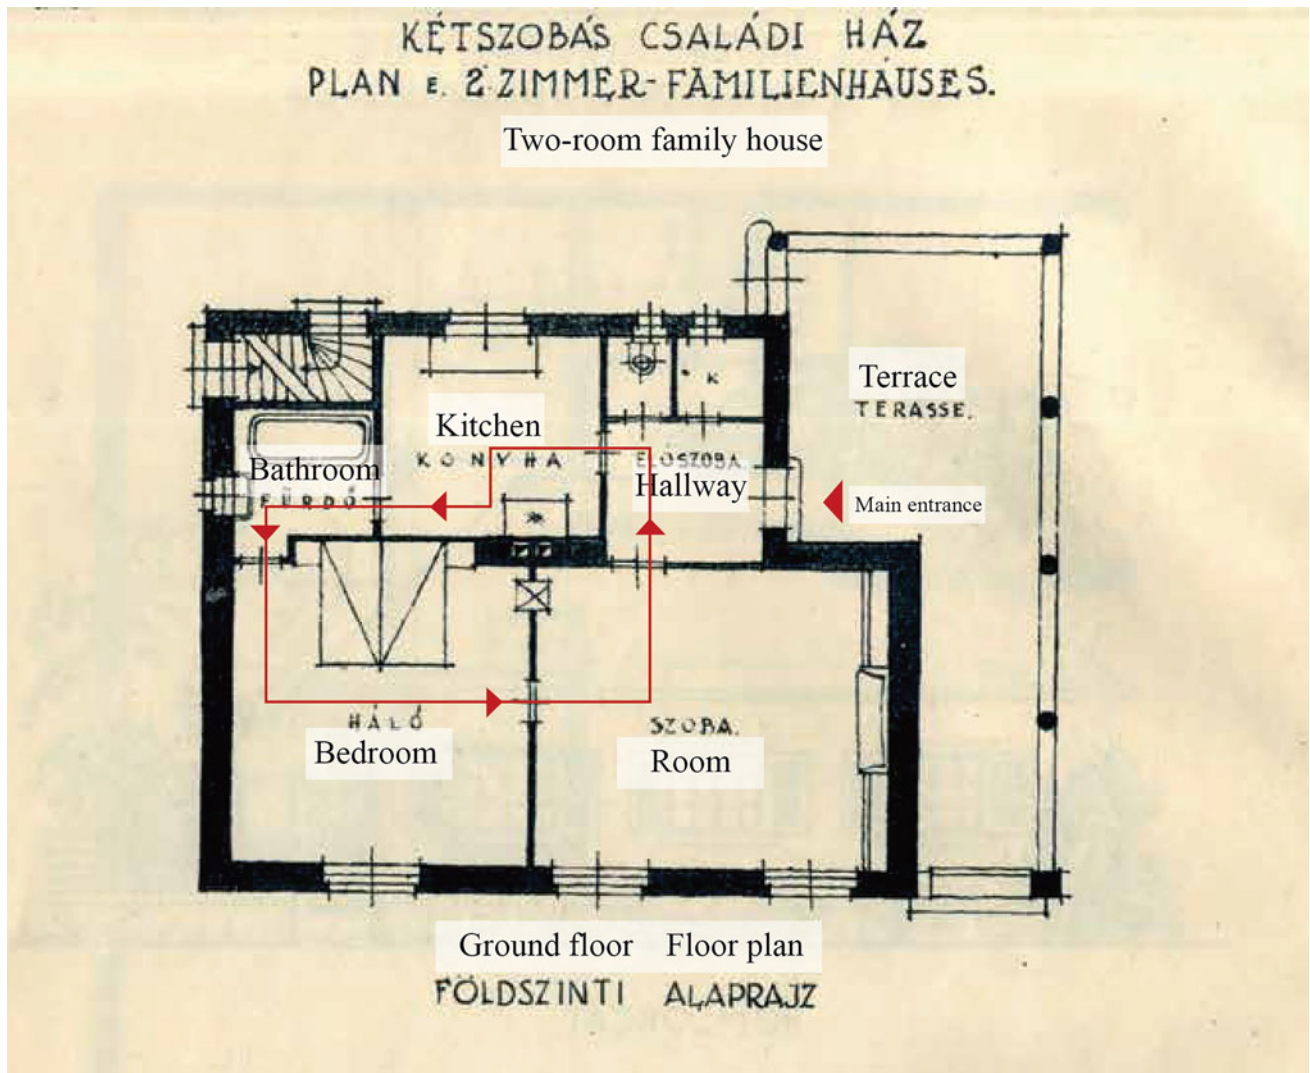 KÉTSZOBÁS CSALÁDI HÁZ
PLAN E. 2 ZIMMER-FAMILIENHAUSES.
Two-room family house
Terrace
TERASSE.
Kitchen
KONYHA
Bathroom
FÜRDŐ
K
ELŐSZOBA
Hallway
Main entrance
HÁLÓ
Bedroom
SZOBA.
Room
Ground floor Floor plan
FÖLDSZINTI ALAPRAJZ